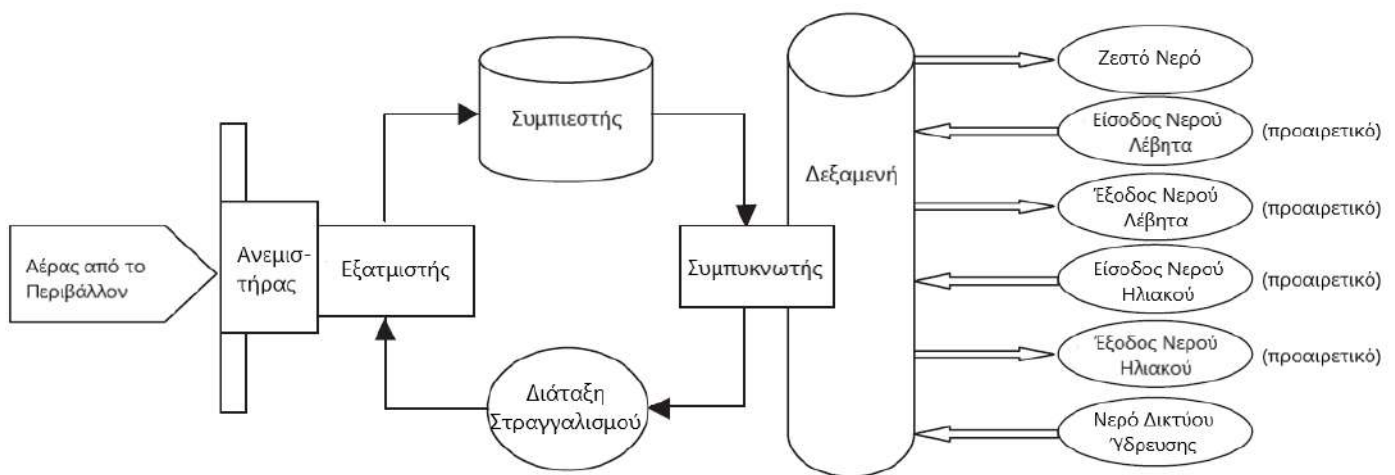 Αέρας από το
Περιβάλλον
Ανεμισ-
τήρας
Εξατμιστής
Συμπιεστής
Συμπυκνωτής
Διάταξη
Στραγγαλισμού
Δεξαμενή
Ζεστό Νερό
Είσοδος Νερού
Λέβητα
(προαιρετικό)
Έξοδος Νερού
Λέβητα
(προαιρετικό)
Είσοδος Νερού
Ηλιακού
(προαιρετικό)
Έξοδος Νερού
Ηλιακού
(προαιρετικό)
Νερό Δικτύου
Ύδρευσης